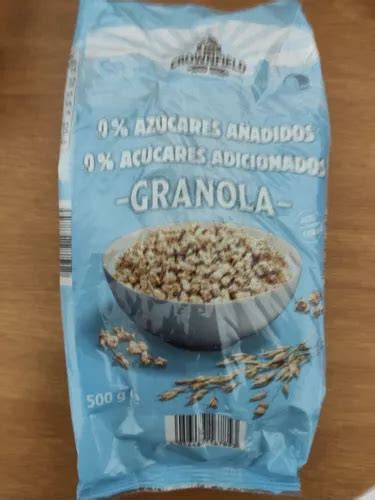 CROWNFIELD
0% AZÚCARES AÑADIDOS
0% AÇÚCARES ADICIONADOS
-GRANOLA-
500 g e